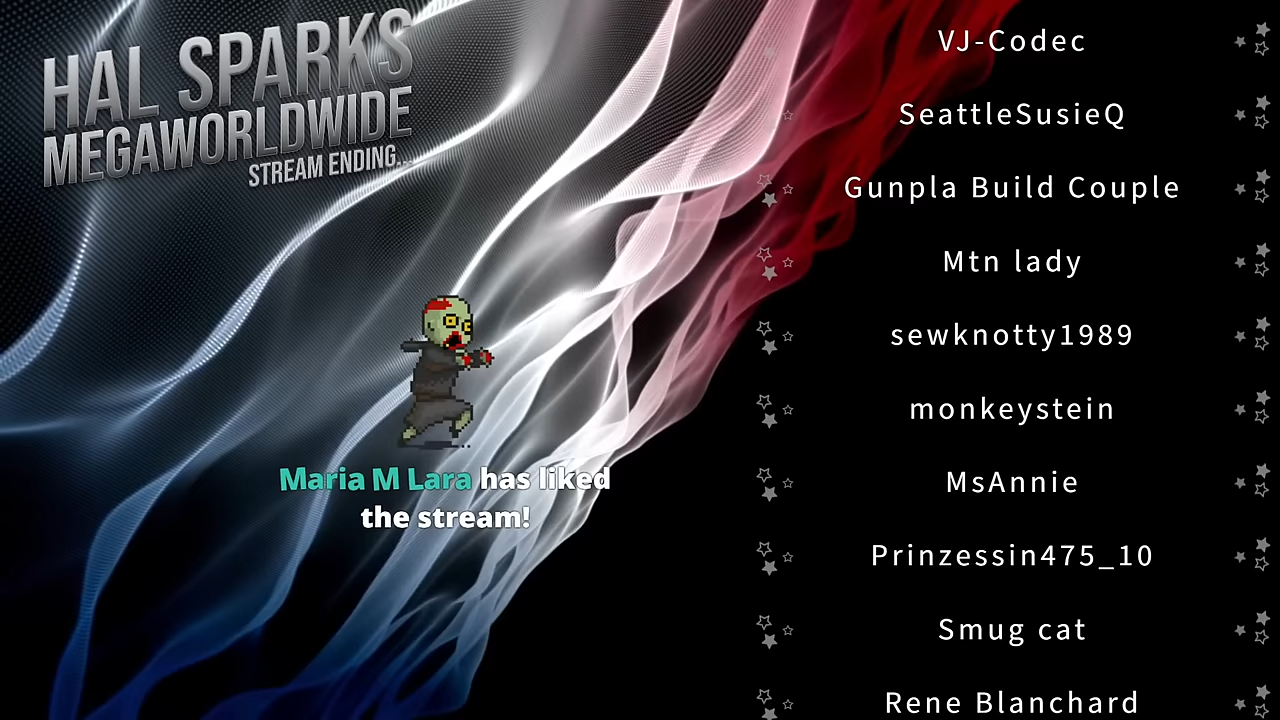 HAL SPARKS
MEGAWORLDWIDE
STREAM ENDING...
Maria M Lara has liked
the stream!
VJ-Codec
SeattleSusieQ
Gunpla Build Couple
Mtn lady
sewknotty1989
monkeystein
MsAnnie
Prinzessin475_10
Smug cat
Rene Blanchard